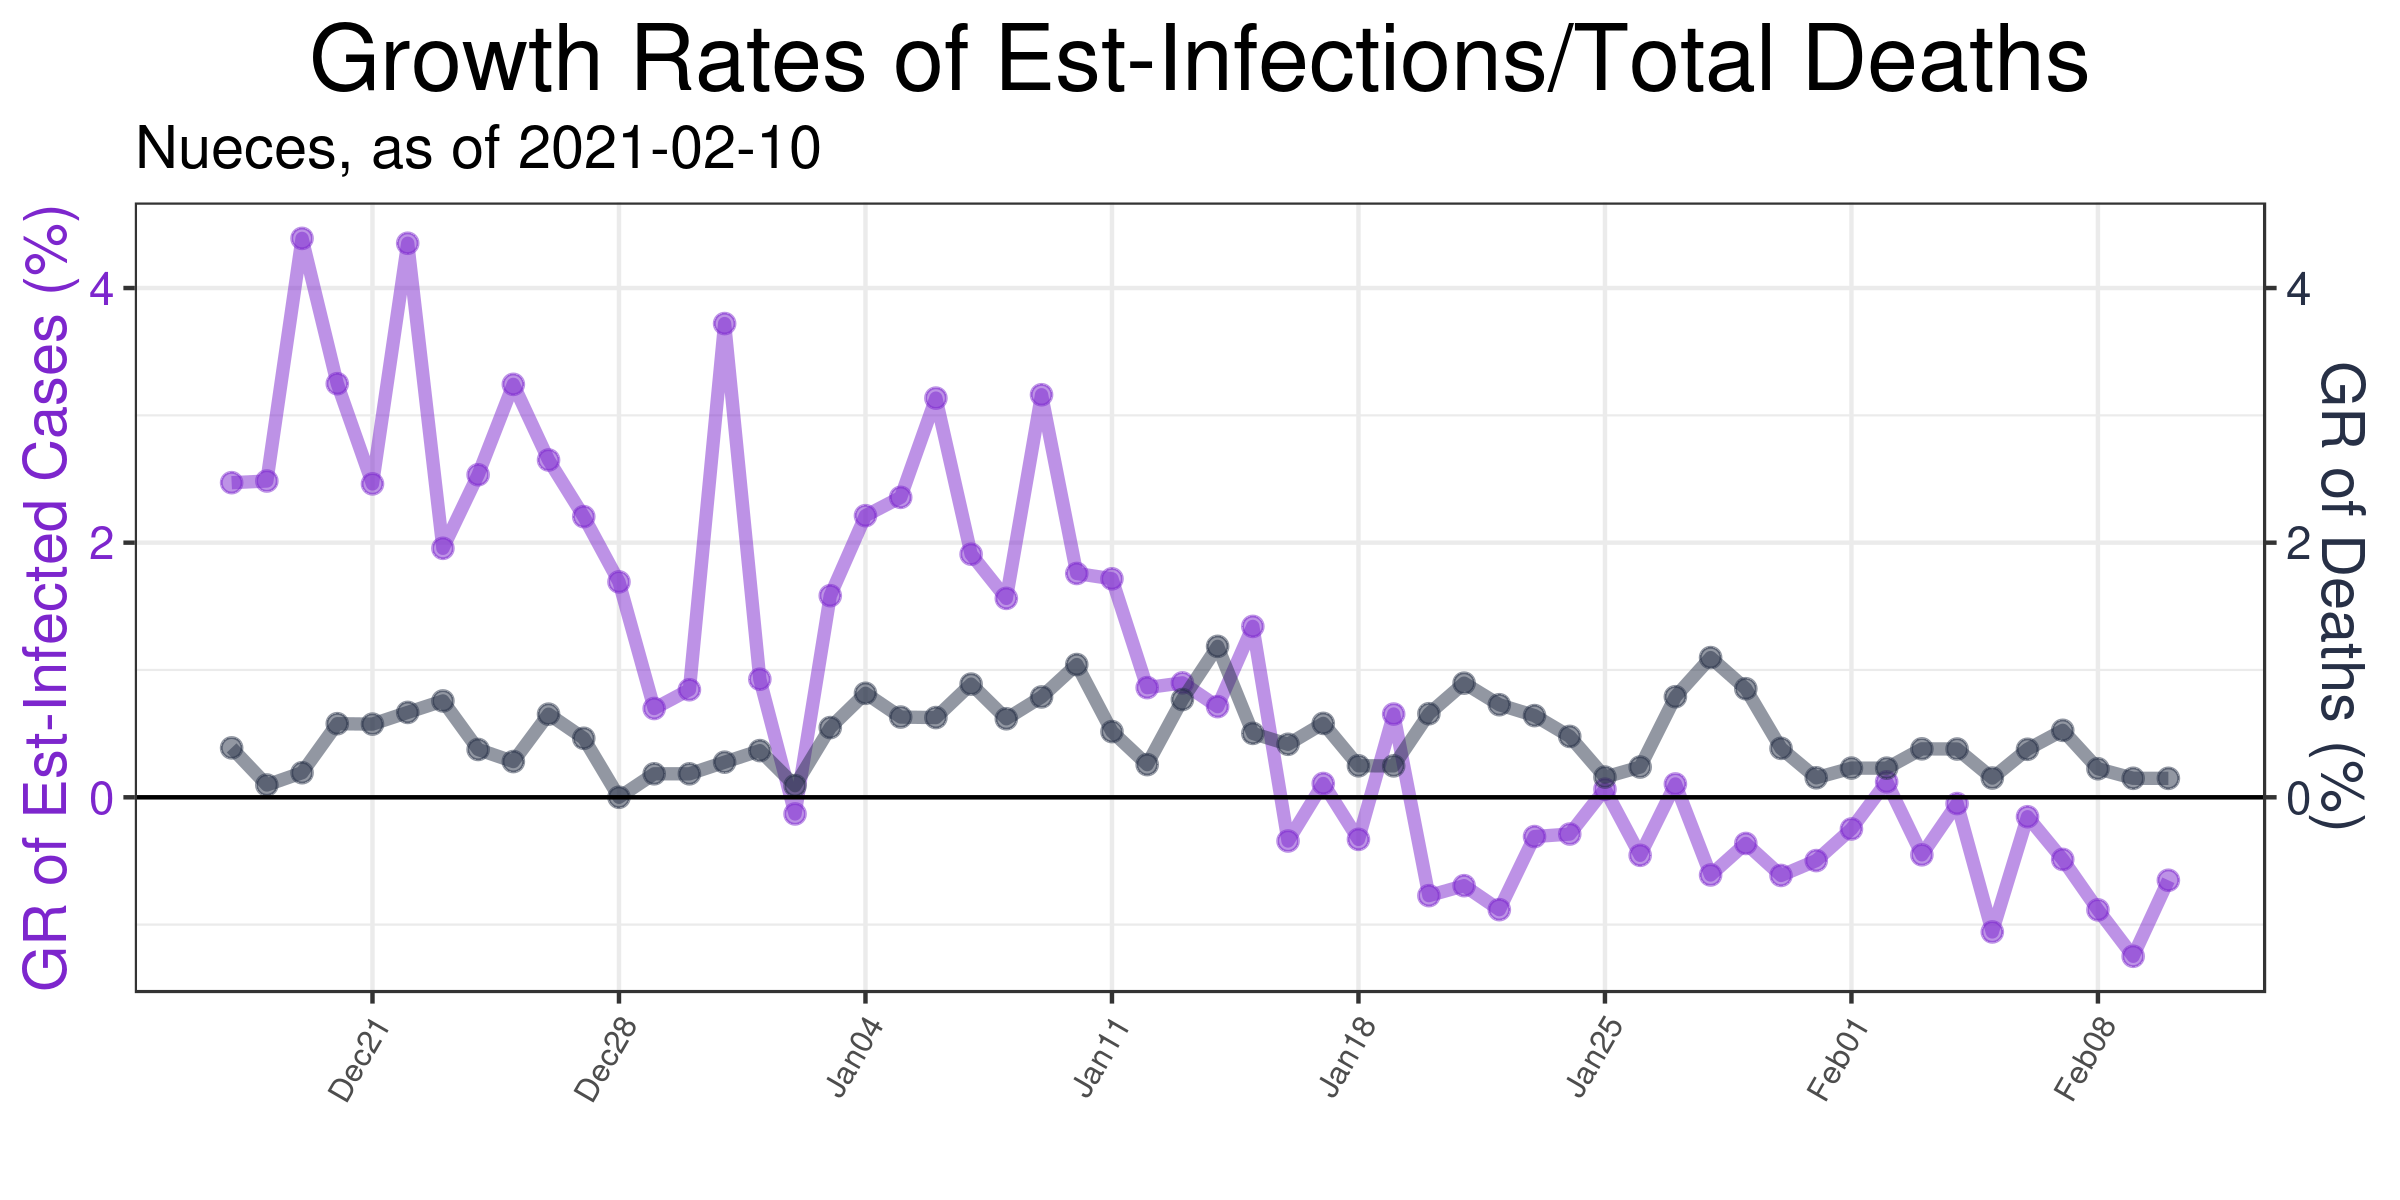 Growth Rates of Est-Infections/Total Deaths
Nueces, as of 2021-02-10
GR of Est-Infected Cases (%)
4
2
0
4
2
0
GR of Deaths (%)
Dec21
Dec28
Jan04
Jan11
Jan18
Jan25
Feb01
Feb08